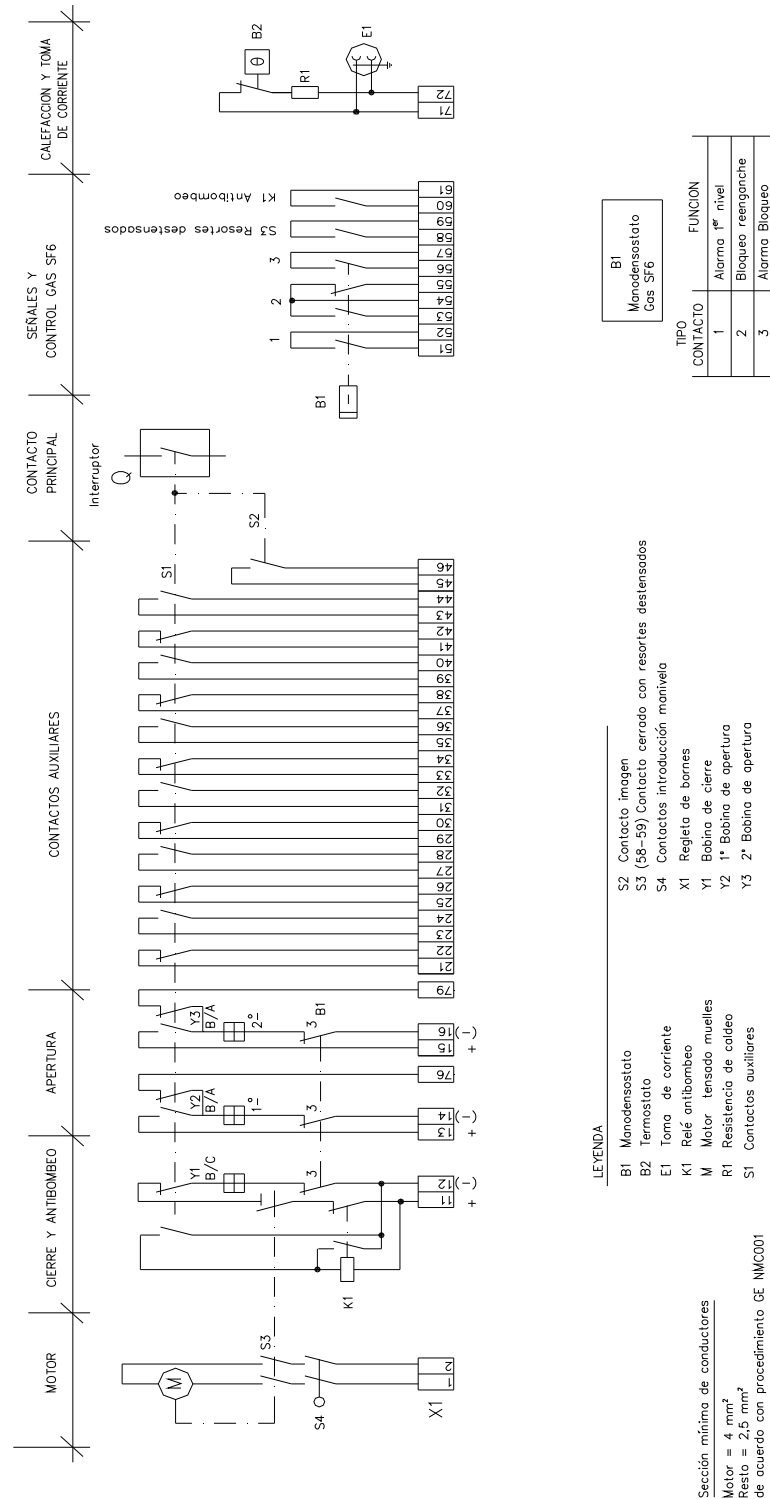 MOTOR
CIERRE Y ANTIBOMBEO
APERTURA
CONTACTOS AUXILIARES
CONTACTO
PRINCIPAL
SEÑALES Y
CONTROL GAS SF6
CALEFACCION Y TOMA
DE CORRIENTE
M
S3
S4
X1
1
2
K1
Y1
B/C
3
11
12
+
(-)
Y2
B/A
1º
3
13
14
76
+
(-)
Y3
B/A
2º
3
B1
15
16
79
+
(-)
S1
21
22
23
24
25
26
27
28
29
30
31
32
33
34
35
36
37
38
39
40
41
42
43
44
45
46
S2
Interruptor
Q
B1
1
2
3
S3 Resortes destensados
K1 Antibombeo
51
52
53
54
55
56
57
58
59
60
61
B2
θ
R1
E1
71
72
Sección mínima de conductores
Motor = 4 mm²
Resto = 2,5 mm²
de acuerdo con procedimiento GE NMC001
LEYENDA
B1 Manodensostato
B2 Termostato
E1 Toma de corriente
K1 Relé antibombeo
M Motor tensado muelles
R1 Resistencia de caldeo
S1 Contactos auxiliares
S2 Contacto imagen
S3 (58-59) Contacto cerrado con resortes destensados
S4 Contactos introducción manivela
X1 Regleta de bornes
Y1 Bobina de cierre
Y2 1ª Bobina de apertura
Y3 2ª Bobina de apertura
B1
Manodensostato
Gas SF6
TIPO CONTACTO FUNCION
1 Alarma 1er nivel
2 Bloqueo reenganche
3 Alarma Bloqueo